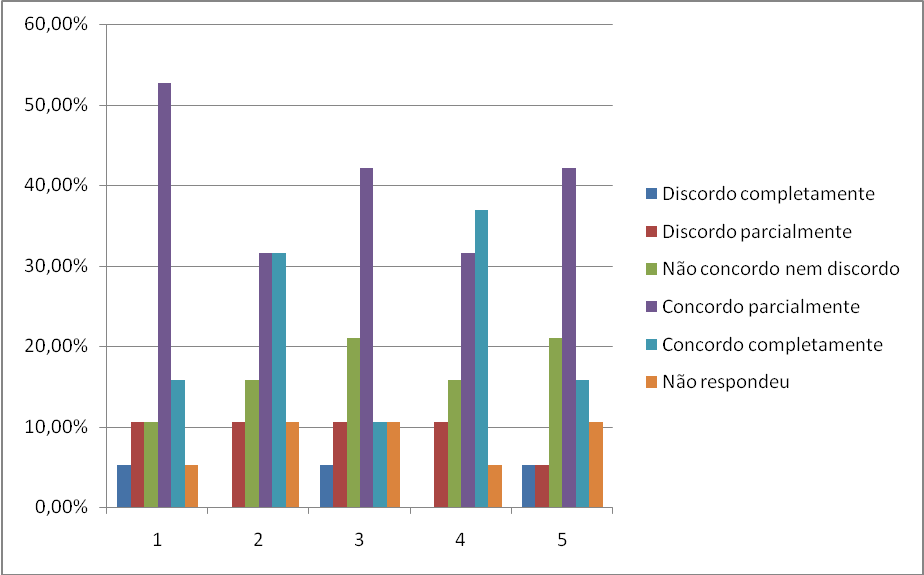 60,00%
50,00%
40,00%
30,00%
20,00%
10,00%
0,00%
1 2 3 4 5
Discordo completamente
Discordo parcialmente
Não concordo nem discordo
Concordo parcialmente
Concordo completamente
Não respondeu